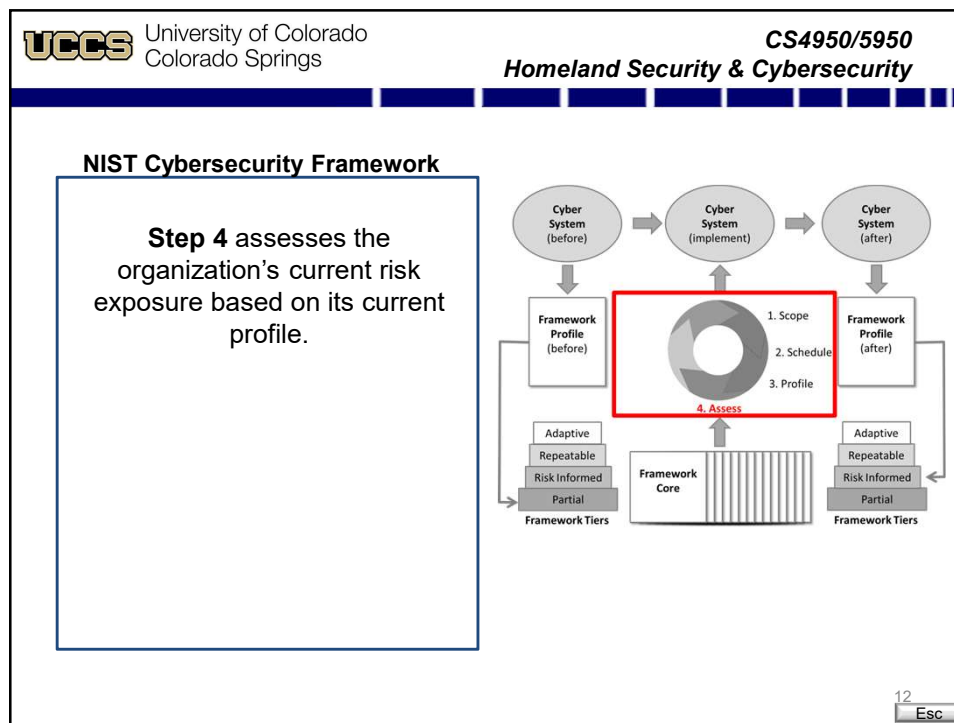 UCCS
University of Colorado
Colorado Springs
CS4950/5950
Homeland Security & Cybersecurity
NIST Cybersecurity Framework
Step 4 assesses the
organization’s current risk
exposure based on its current
profile.
Cyber
System
(before)
Cyber
System
(implement)
Cyber
System
(after)
Framework
Profile
(before)
1. Scope
2. Schedule
3. Profile
4. Assess
Framework
Profile
(after)
Adaptive
Repeatable
Risk Informed
Partial
Framework Tiers
Framework
Core
Adaptive
Repeatable
Risk Informed
Partial
Framework Tiers
12
Esc